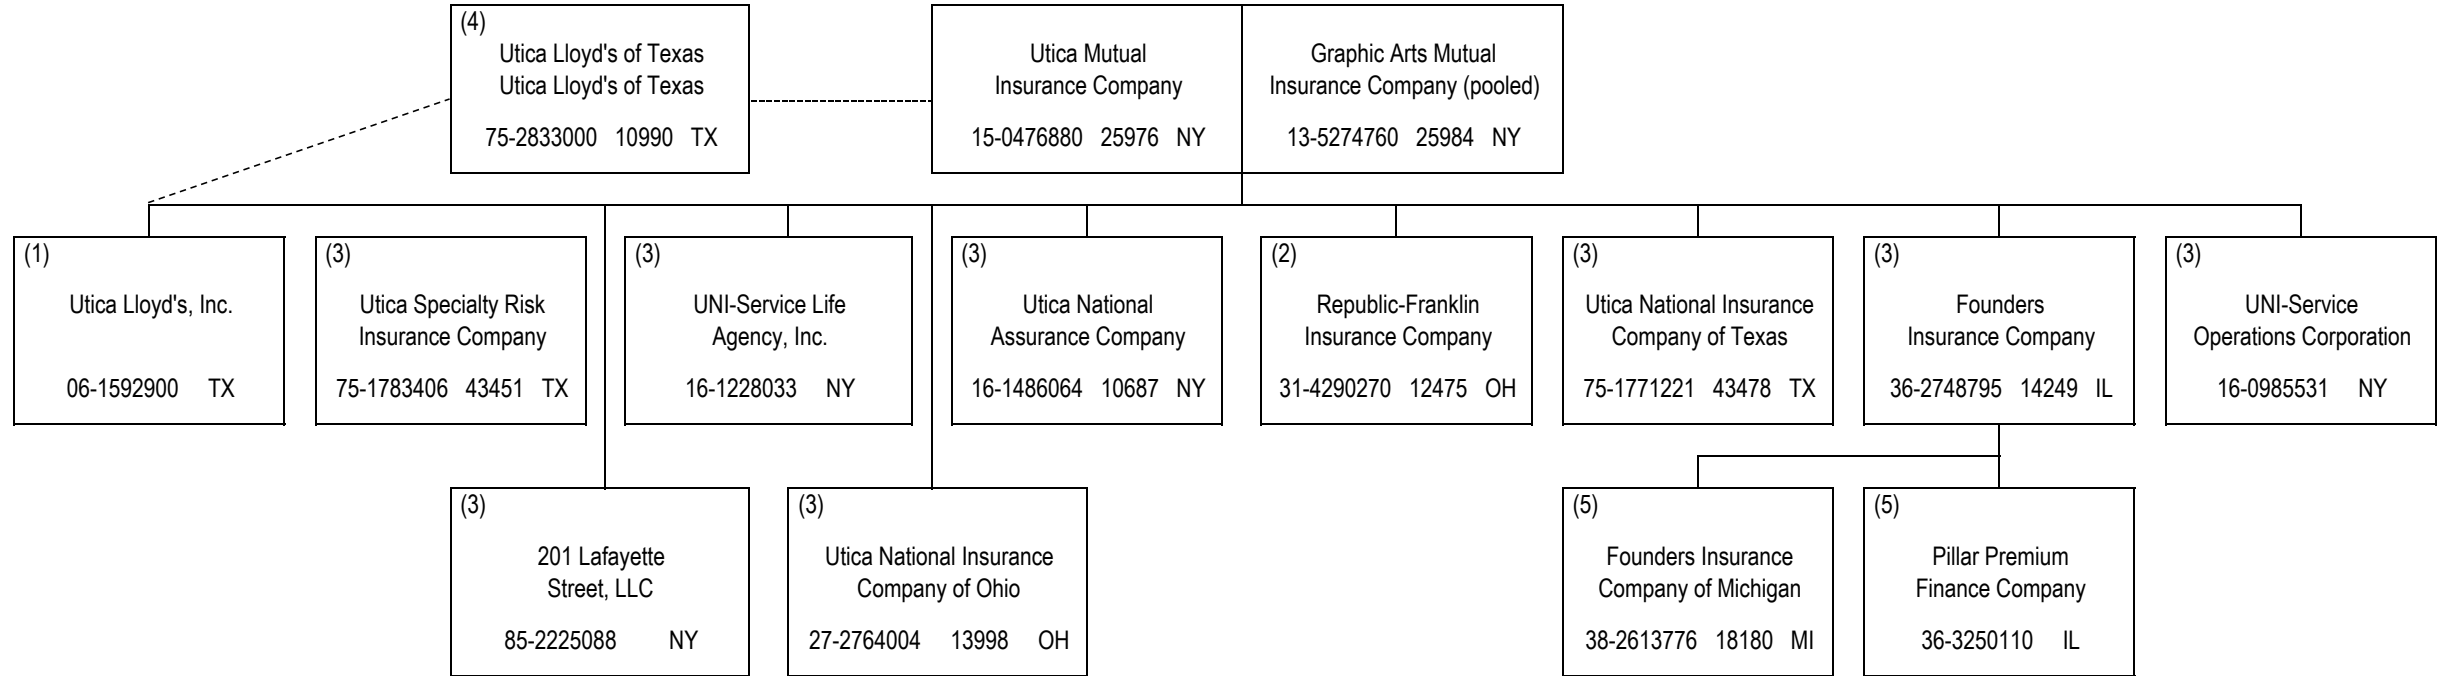 (4)
Utica Lloyd's of Texas
Utica Lloyd's of Texas
75-2833000 10990 TX
Utica Mutual
Insurance Company
15-0476880 25976 NY
Graphic Arts Mutual
Insurance Company (pooled)
13-5274760 25984 NY
(1)
Utica Lloyd's, Inc.
06-1592900 TX
(3)
Utica Specialty Risk
Insurance Company
75-1783406 43451 TX
(3)
UNI-Service Life
Agency, Inc.
16-1228033 NY
(3)
Utica National
Assurance Company
16-1486064 10687 NY
(2)
Republic-Franklin
Insurance Company
31-4290270 12475 OH
(3)
Utica National Insurance
Company of Texas
75-1771221 43478 TX
(3)
Founders
Insurance Company
36-2748795 14249 IL
(3)
UNI-Service
Operations Corporation
16-0985531 NY
(3)
201 Lafayette
Street, LLC
85-2225088 NY
(3)
Utica National Insurance
Company of Ohio
27-2764004 13998 OH
(5)
Founders Insurance
Company of Michigan
38-2613776 18180 MI
(5)
Pillar Premium
Finance Company
36-3250110 IL